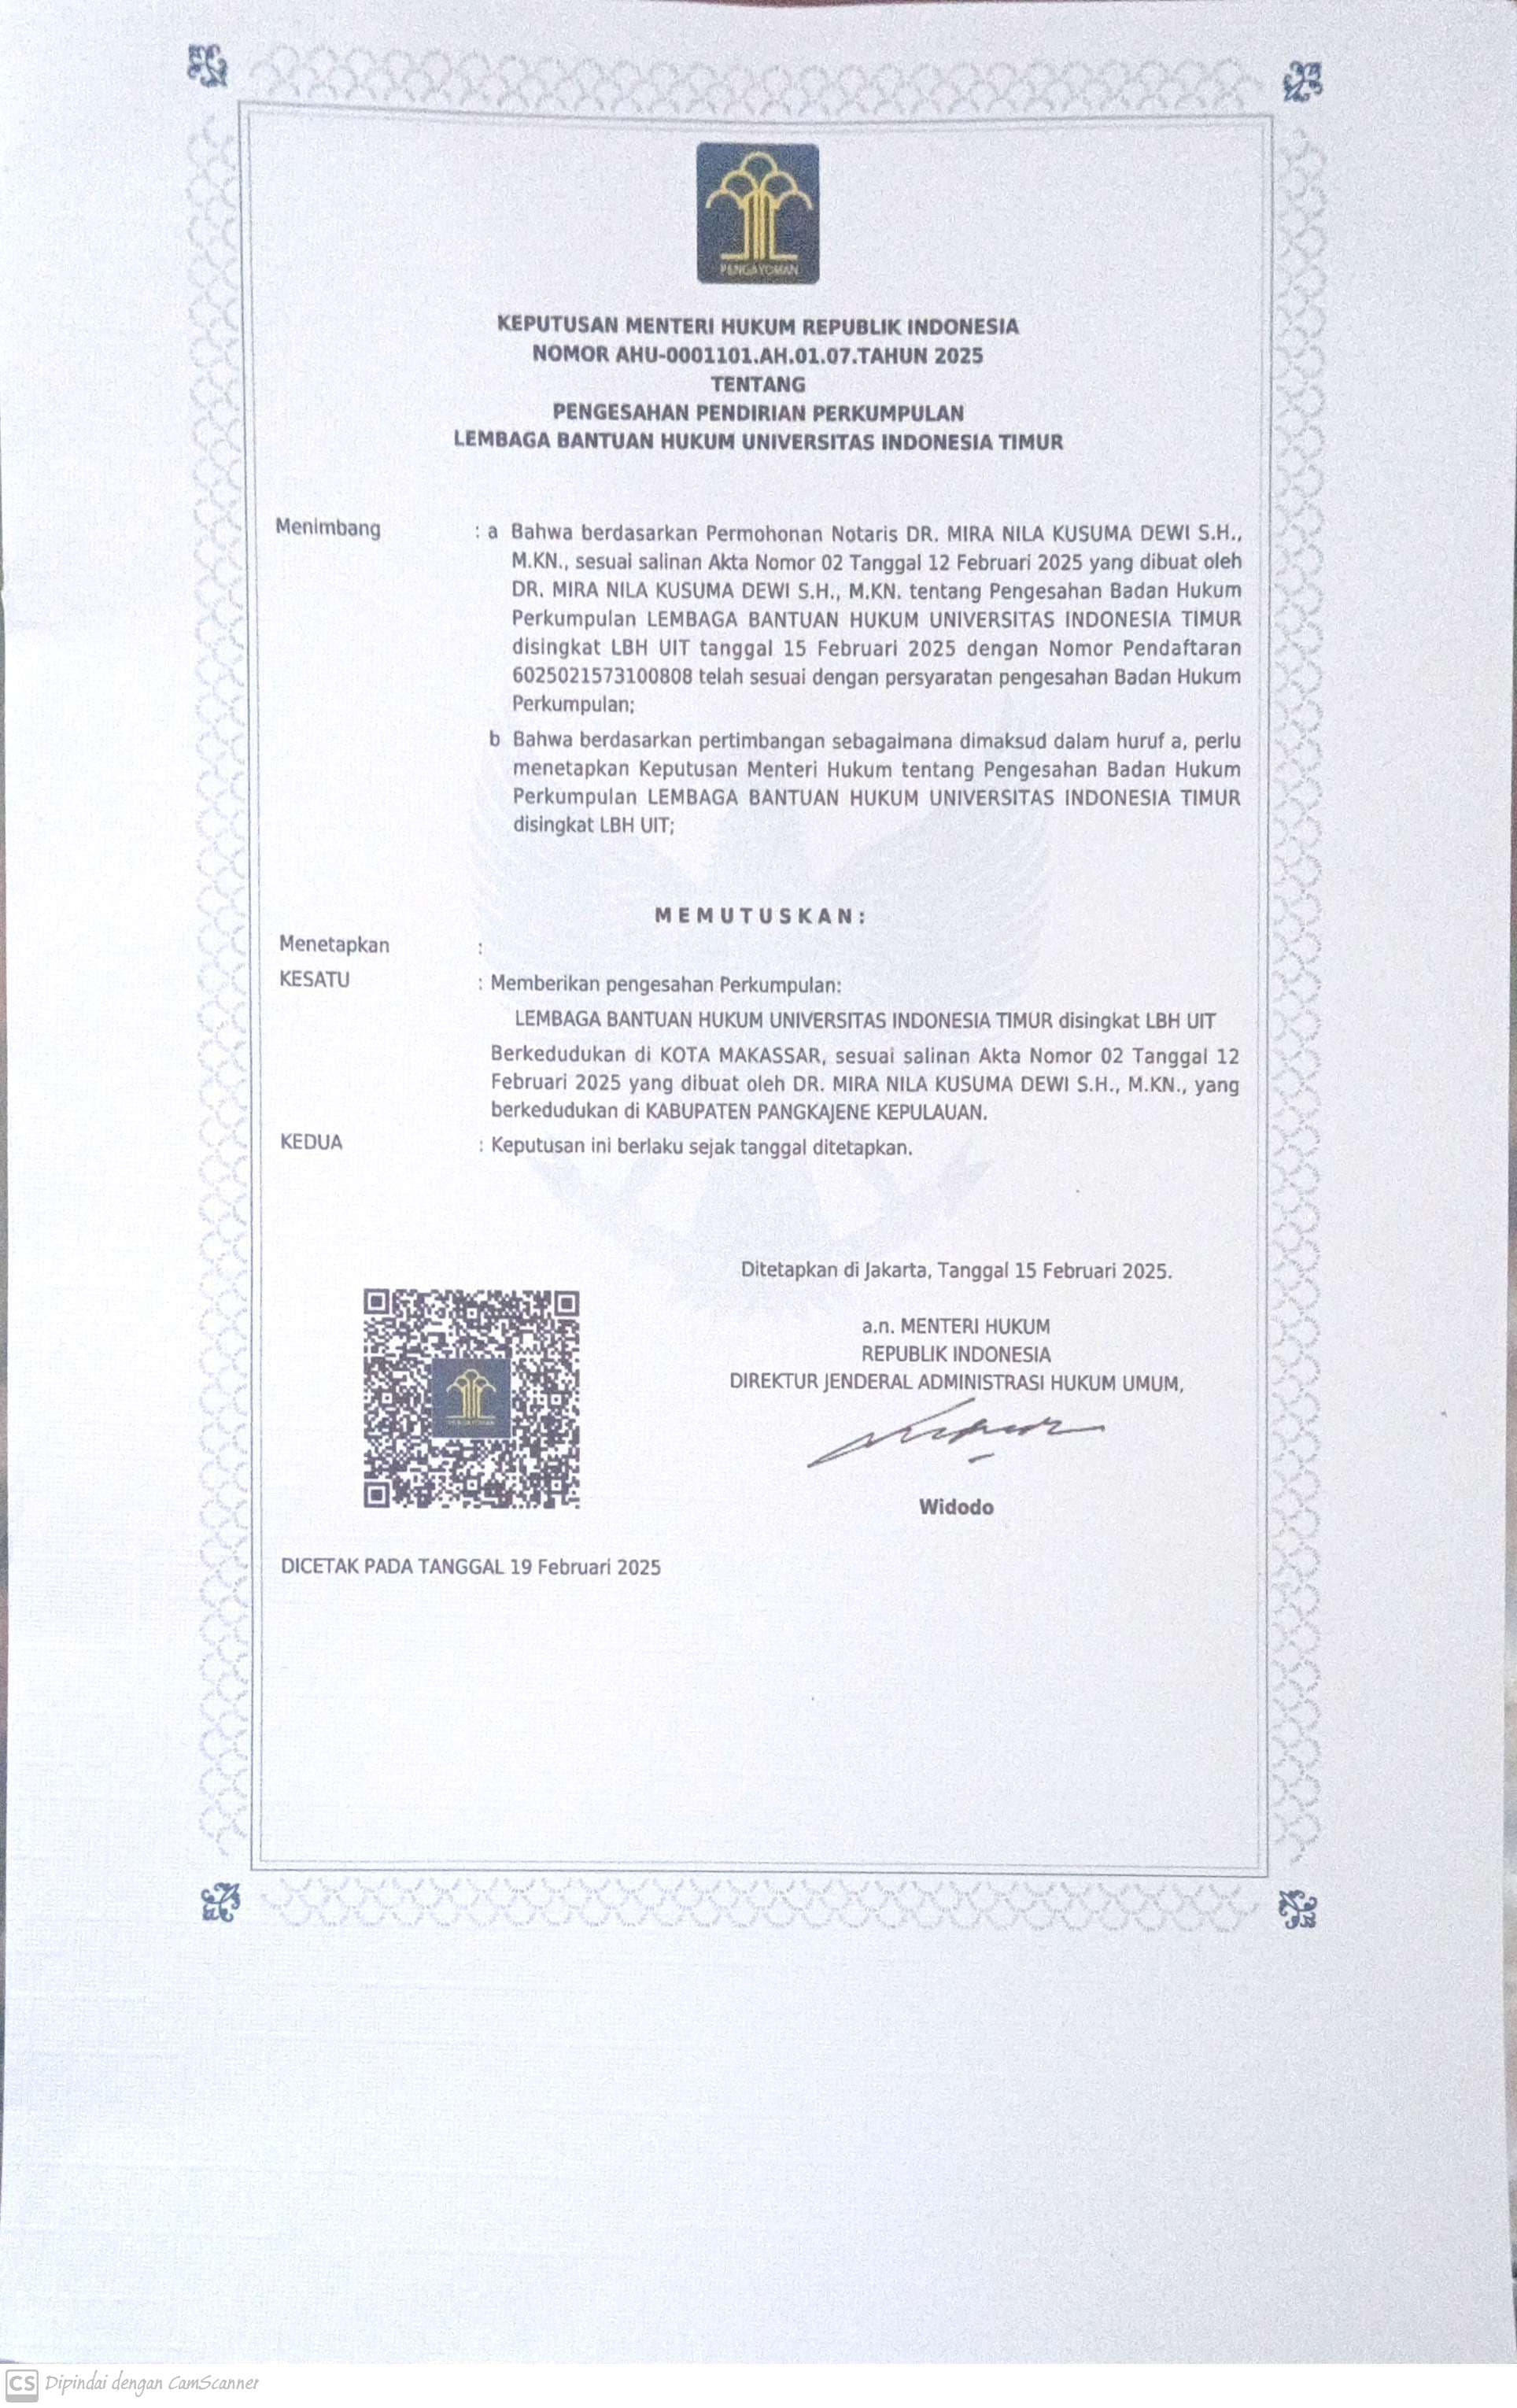 PENGAYOMAN
KEPUTUSAN MENTERI HUKUM REPUBLIK INDONESIA
NOMOR AHU-0001101.AH.01.07.TAHUN 2025
TENTANG
PENGESAHAN PENDIRIAN PERKUMPULAN
LEMBAGA BANTUAN HUKUM UNIVERSITAS INDONESIA TIMUR
Menimbang : a Bahwa berdasarkan Permohonan Notaris DR. MIRA NILA KUSUMA DEWI S.H.,
M.KN., sesuai salinan Akta Nomor 02 Tanggal 12 Februari 2025 yang dibuat oleh
DR. MIRA NILA KUSUMA DEWI S.H., M.KN. tentang Pengesahan Badan Hukum
Perkumpulan LEMBAGA BANTUAN HUKUM UNIVERSITAS INDONESIA TIMUR
disingkat LBH UIT tanggal 15 Februari 2025 dengan Nomor Pendaftaran
6025021573100808 telah sesuai dengan persyaratan pengesahan Badan Hukum
Perkumpulan;
b Bahwa berdasarkan pertimbangan sebagaimana dimaksud dalam huruf a, perlu
menetapkan Keputusan Menteri Hukum tentang Pengesahan Badan Hukum
Perkumpulan LEMBAGA BANTUAN HUKUM UNIVERSITAS INDONESIA TIMUR
disingkat LBH UIT;
MEMUTUSKAN:
Menetapkan :
KESATU : Memberikan pengesahan Perkumpulan:
LEMBAGA BANTUAN HUKUM UNIVERSITAS INDONESIA TIMUR disingkat LBH UIT
Berkedudukan di KOTA MAKASSAR, sesuai salinan Akta Nomor 02 Tanggal 12
Februari 2025 yang dibuat oleh DR. MIRA NILA KUSUMA DEWI S.H., M.KN., yang
berkedudukan di KABUPATEN PANGKAJENE KEPULAUAN.
KEDUA : Keputusan ini berlaku sejak tanggal ditetapkan.
Ditetapkan di Jakarta, Tanggal 15 Februari 2025.
a.n. MENTERI HUKUM
REPUBLIK INDONESIA
DIREKTUR JENDERAL ADMINISTRASI HUKUM UMUM,
Widodo
DICETAK PADA TANGGAL 19 Februari 2025
CS Dipindai dengan CamScanner